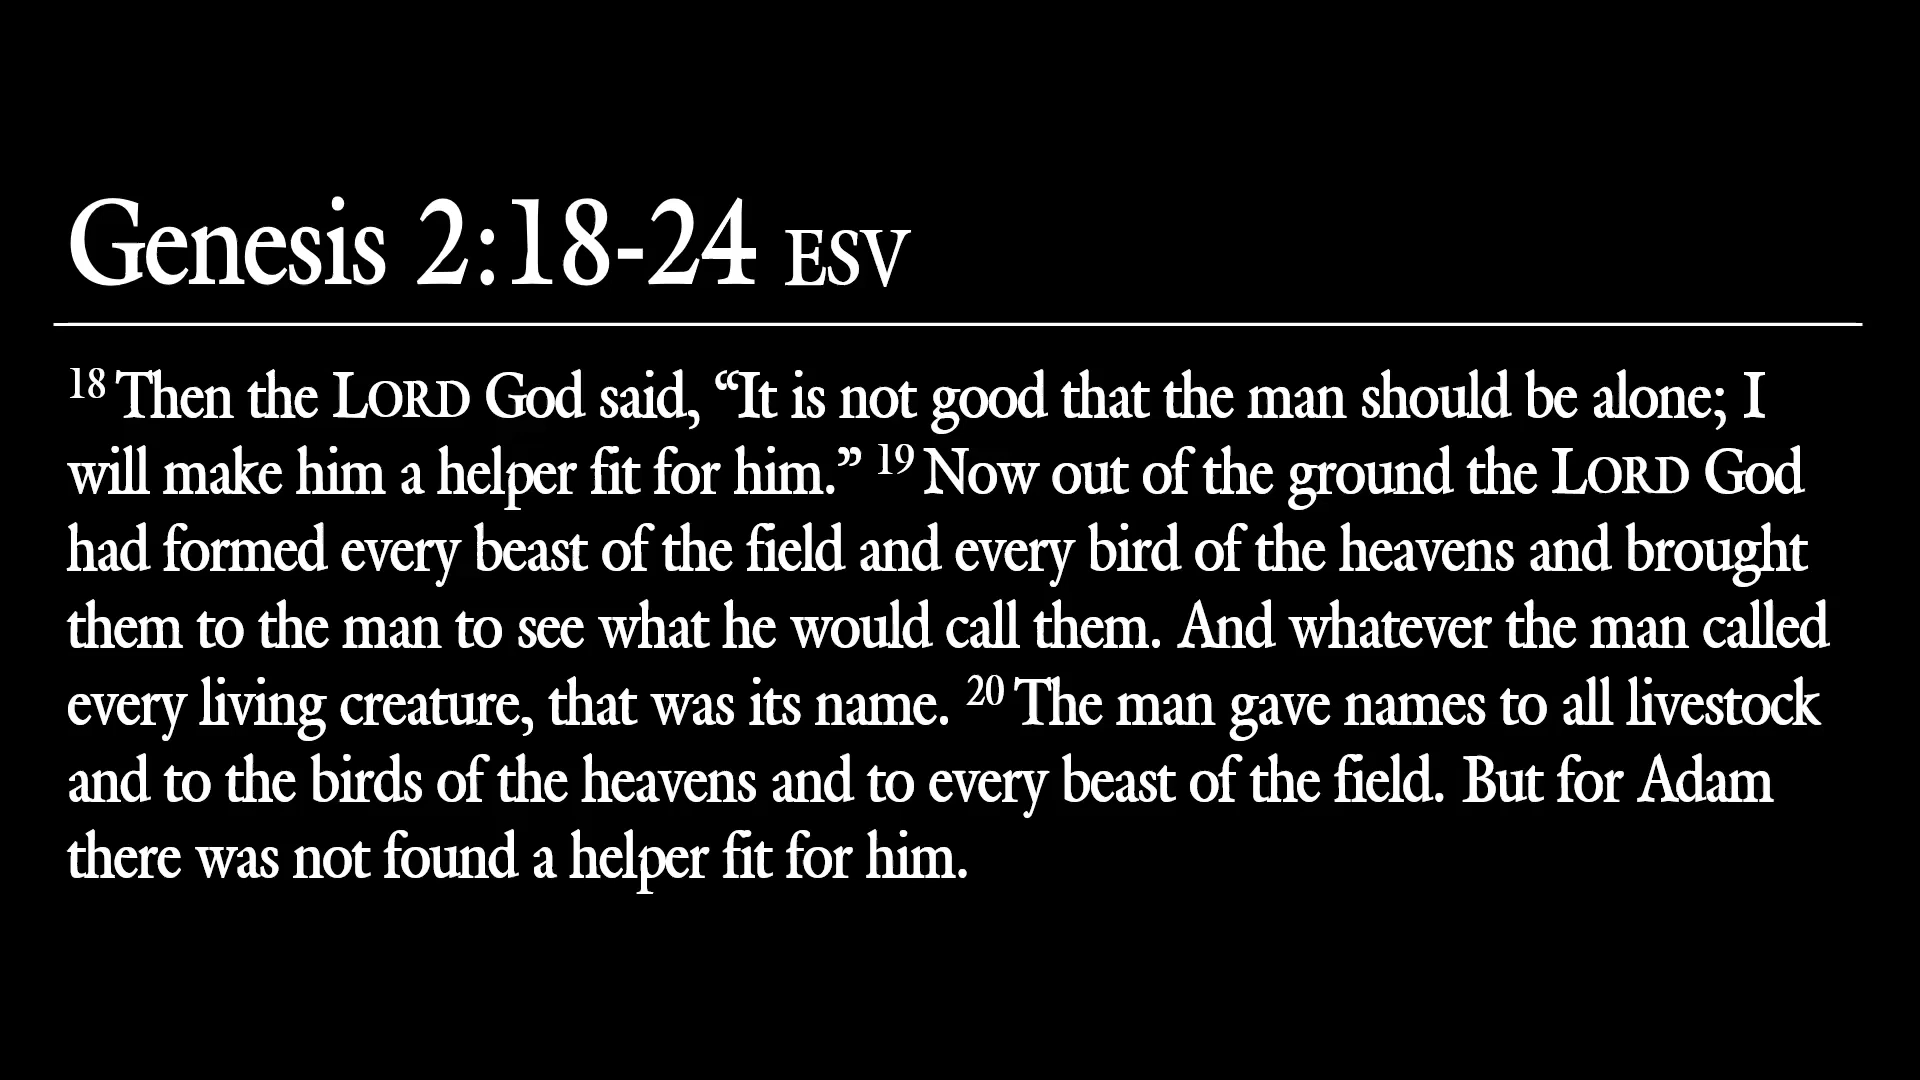 Genesis 2:18-24 ESV
18 Then the LORD God said, “It is not good that the man should be alone; I
will make him a helper fit for him.” 19 Now out of the ground the LORD God
had formed every beast of the field and every bird of the heavens and brought
them to the man to see what he would call them. And whatever the man called
every living creature, that was its name. 20 The man gave names to all livestock
and to the birds of the heavens and to every beast of the field. But for Adam
there was not found a helper fit for him.